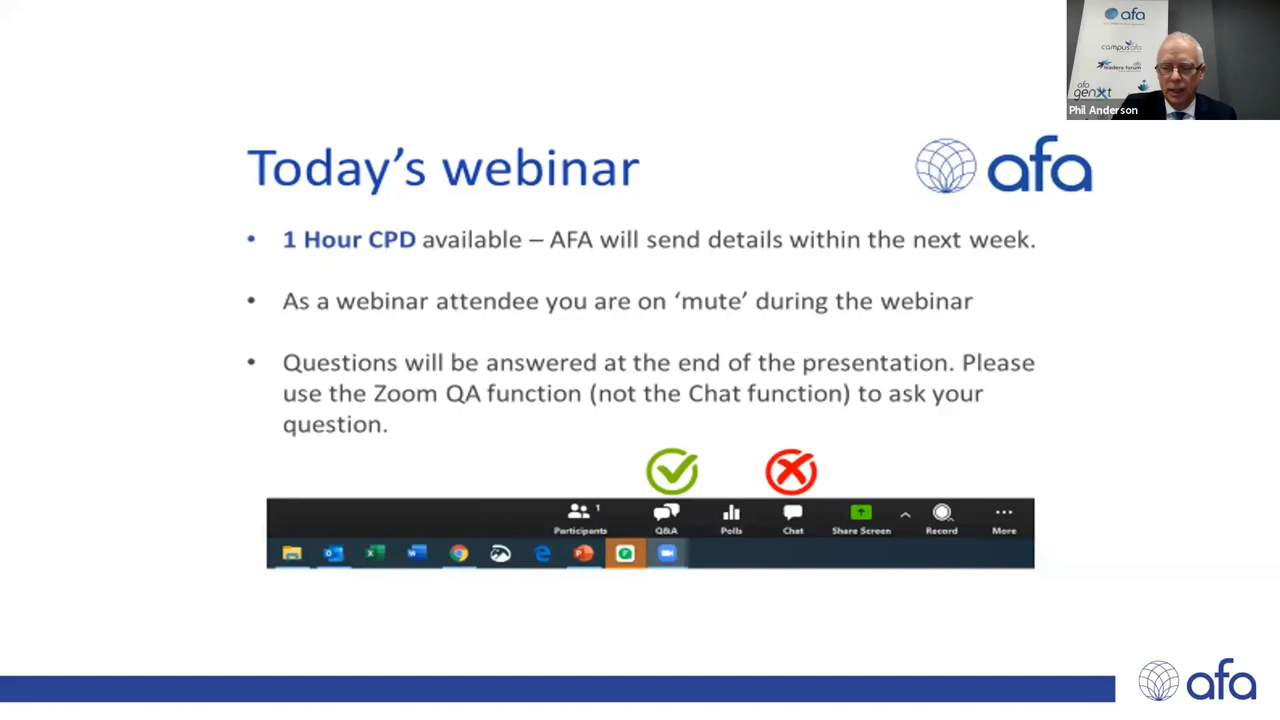 afa
campusafa
afa
leaders forum
afa
genxt
Phil Anderson
Today's webinar
afa
• 1 Hour CPD available – AFA will send details within the next week.
• As a webinar attendee you are on 'mute' during the webinar
• Questions will be answered at the end of the presentation. Please
use the Zoom QA function (not the Chat function) to ask your
question.
1
Participants Q&A Polls Chat Share Screen Record More
afa